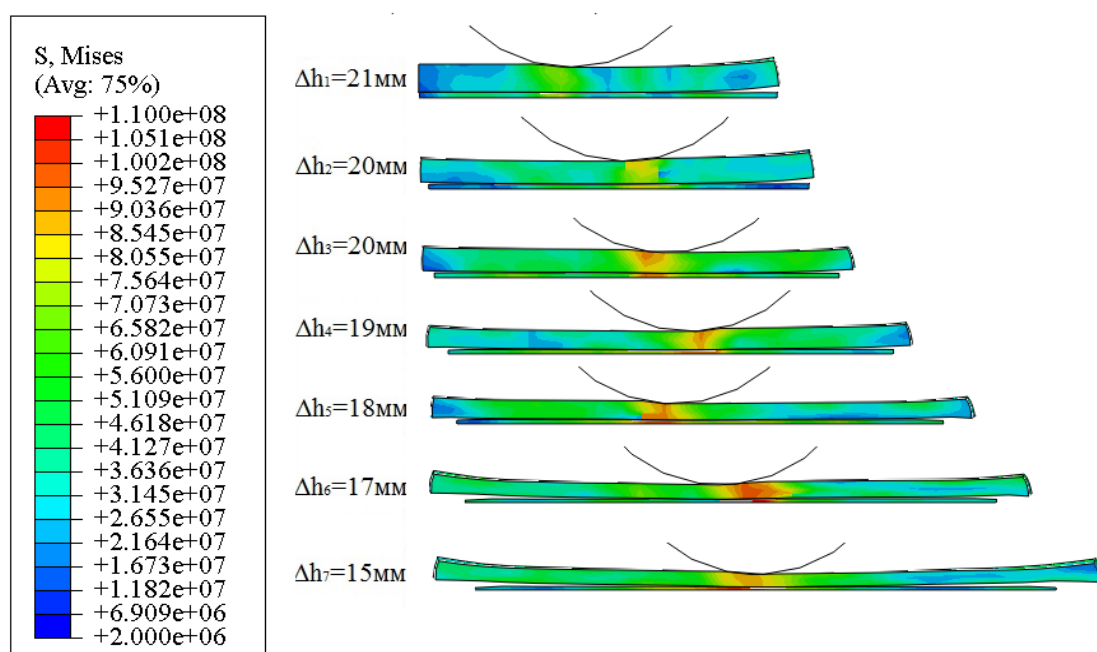 S, Mises
(Avg: 75%)
+1.100e+08
+1.051e+08
+1.002e+08
+9.527e+07
+9.036e+07
+8.545e+07
+8.055e+07
+7.564e+07
+7.073e+07
+6.582e+07
+6.091e+07
+5.600e+07
+5.109e+07
+4.618e+07
+4.127e+07
+3.636e+07
+3.145e+07
+2.655e+07
+2.164e+07
+1.673e+07
+1.182e+07
+6.909e+06
+2.000e+06
Δh₁=21мм
Δh₂=20мм
Δh₃=20мм
Δh₄=19мм
Δh₅=18мм
Δh₆=17мм
Δh₇=15мм